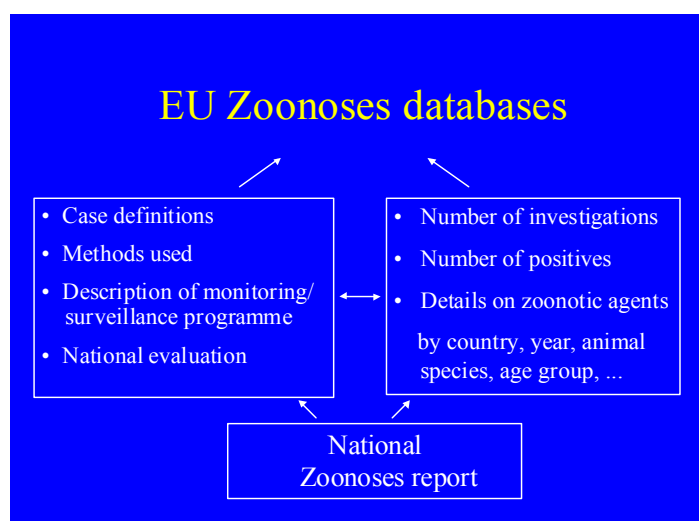 EU Zoonoses databases
• Case definitions
• Methods used
• Description of monitoring/
surveillance programme
• National evaluation
• Number of investigations
• Number of positives
• Details on zoonotic agents
by country, year, animal
species, age group, ...
National
Zoonoses report